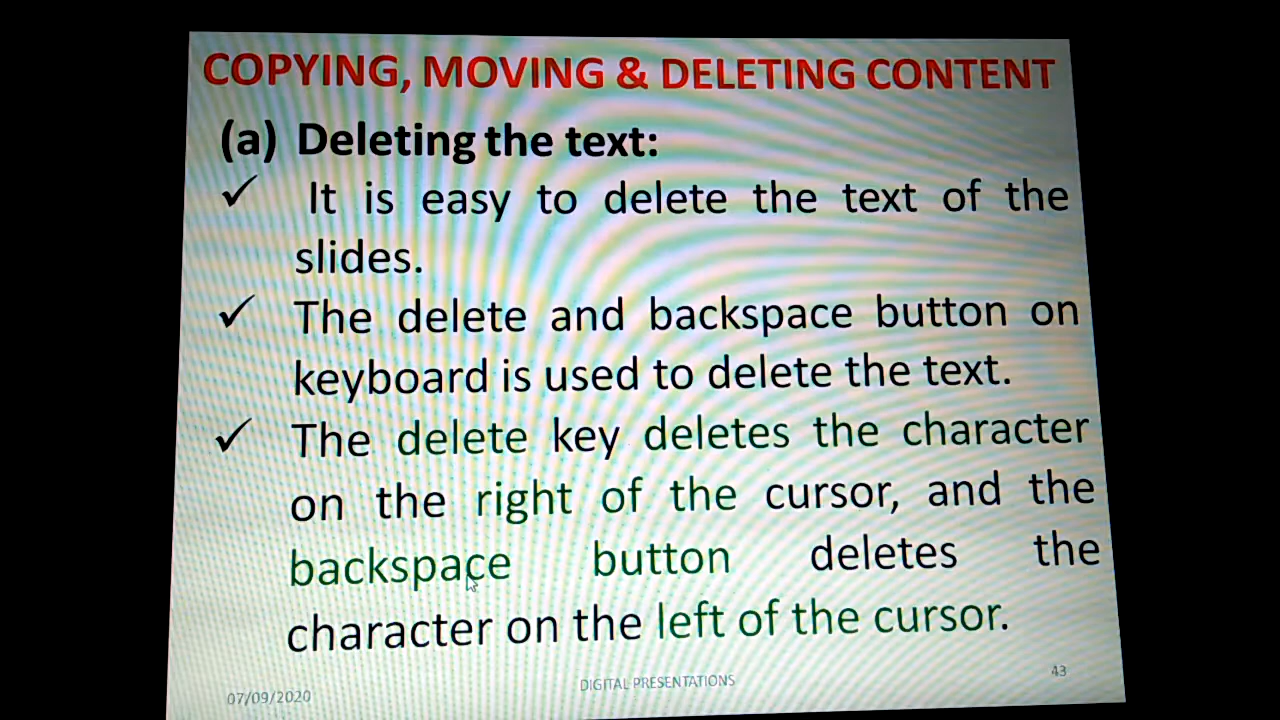 COPYING, MOVING & DELETING CONTENT
(a) Deleting the text:
✓ It is easy to delete the text of the
slides.
✓ The delete and backspace button on
keyboard is used to delete the text.
✓ The delete key deletes the character
on the right of the cursor, and the
backspace button deletes the
character on the left of the cursor.
07/09/2020 DIGITAL PRESENTATIONS 43